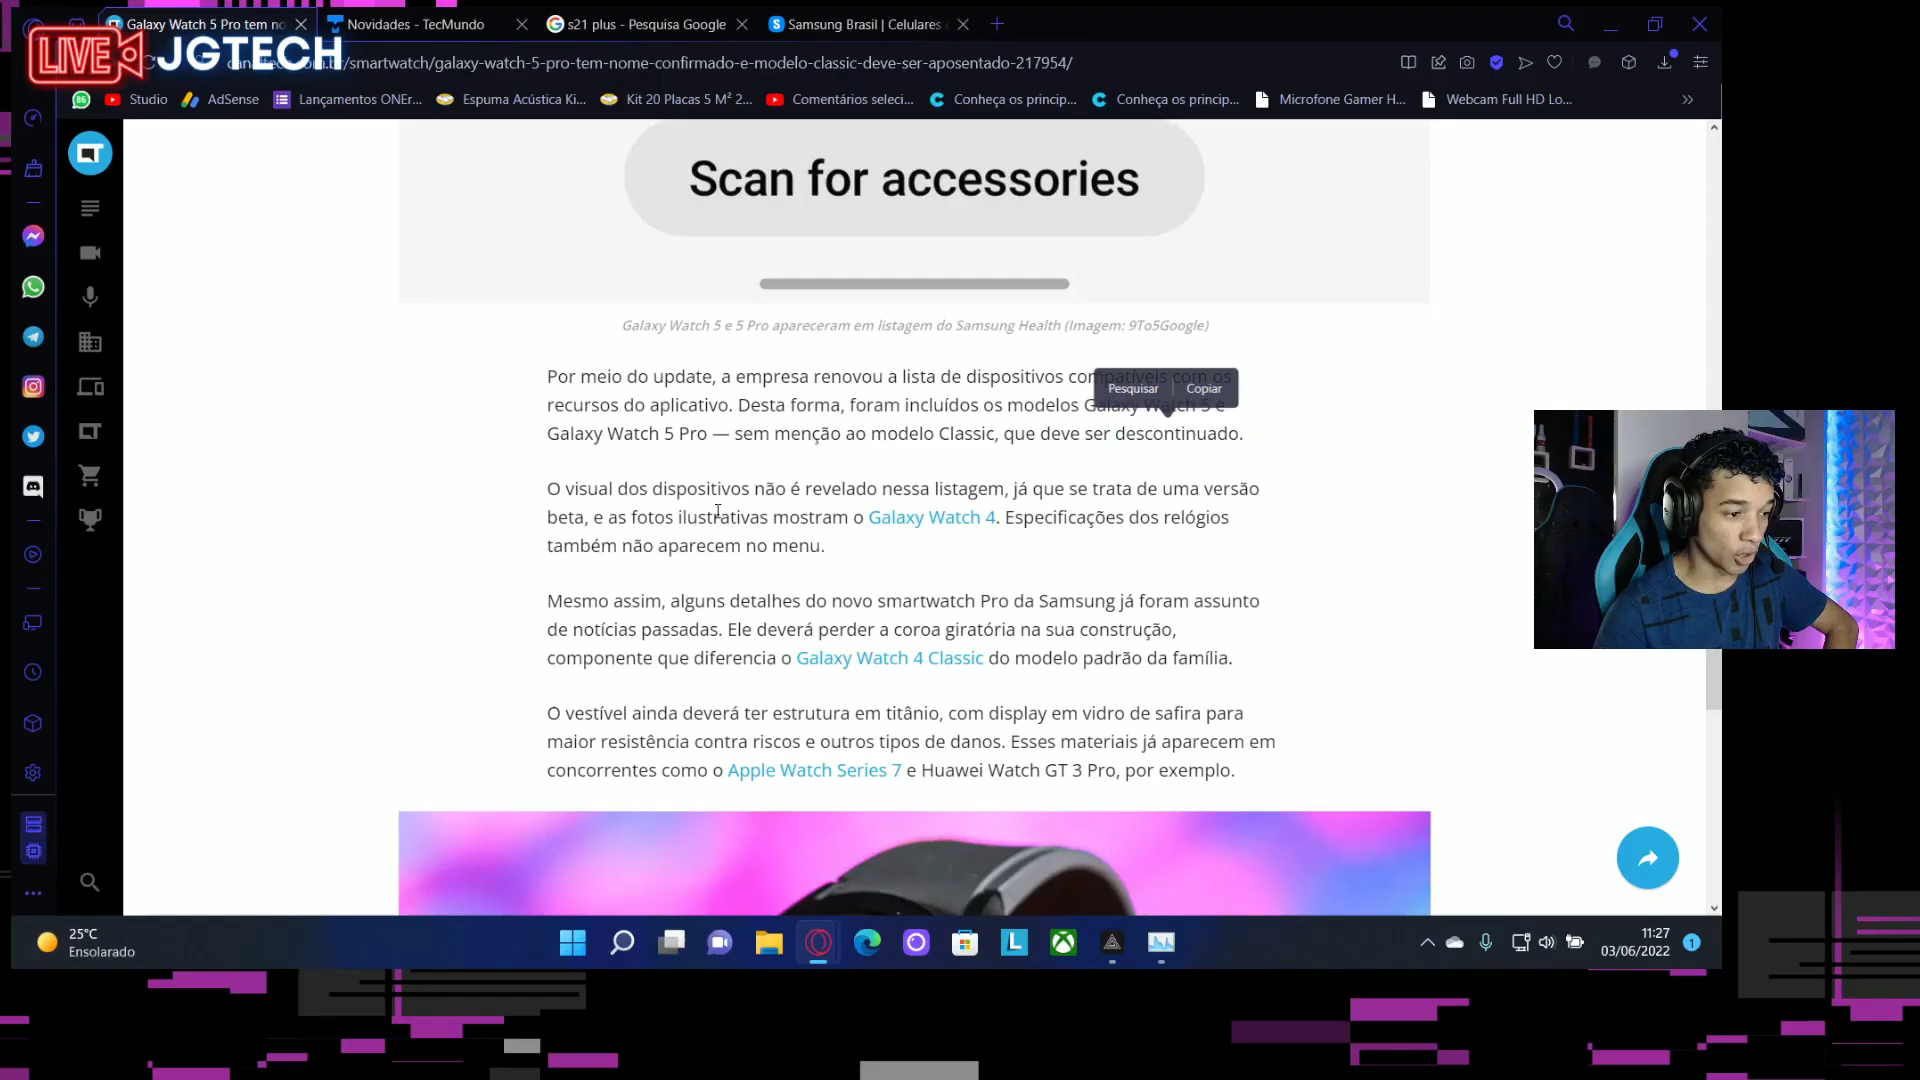 Galaxy Watch 5 Pro tem no
Novidades - TecMundo
s21 plus - Pesquisa Google
Samsung Brasil | Celulares
LIVE
JGTECH
.br/smartwatch/galaxy-watch-5-pro-tem-nome-confirmado-e-modelo-classic-deve-ser-aposentado-217954/
86
Studio
AdSense
Lançamentos ONEr...
Espuma Acústica Ki...
Kit 20 Placas 5 M² 2...
Comentários seleci...
Conheça os princip...
Conheça os princip...
Microfone Gamer H...
Webcam Full HD Lo...
Scan for accessories
Galaxy Watch 5 e 5 Pro apareceram em listagem do Samsung Health (Imagem: 9To5Google)
Por meio do update, a empresa renovou a lista de dispositivos compatíveis com os
Pesquisar
Copiar
recursos do aplicativo. Desta forma, foram incluídos os modelos Galaxy Watch 5 e
Galaxy Watch 5 Pro — sem menção ao modelo Classic, que deve ser descontinuado.
O visual dos dispositivos não é revelado nessa listagem, já que se trata de uma versão
beta, e as fotos ilustrativas mostram o Galaxy Watch 4. Especificações dos relógios
também não aparecem no menu.
Mesmo assim, alguns detalhes do novo smartwatch Pro da Samsung já foram assunto
de notícias passadas. Ele deverá perder a coroa giratória na sua construção,
componente que diferencia o Galaxy Watch 4 Classic do modelo padrão da família.
O vestível ainda deverá ter estrutura em titânio, com display em vidro de safira para
maior resistência contra riscos e outros tipos de danos. Esses materiais já aparecem em
concorrentes como o Apple Watch Series 7 e Huawei Watch GT 3 Pro, por exemplo.
25°C
Ensolarado
L
11:27
03/06/2022
1